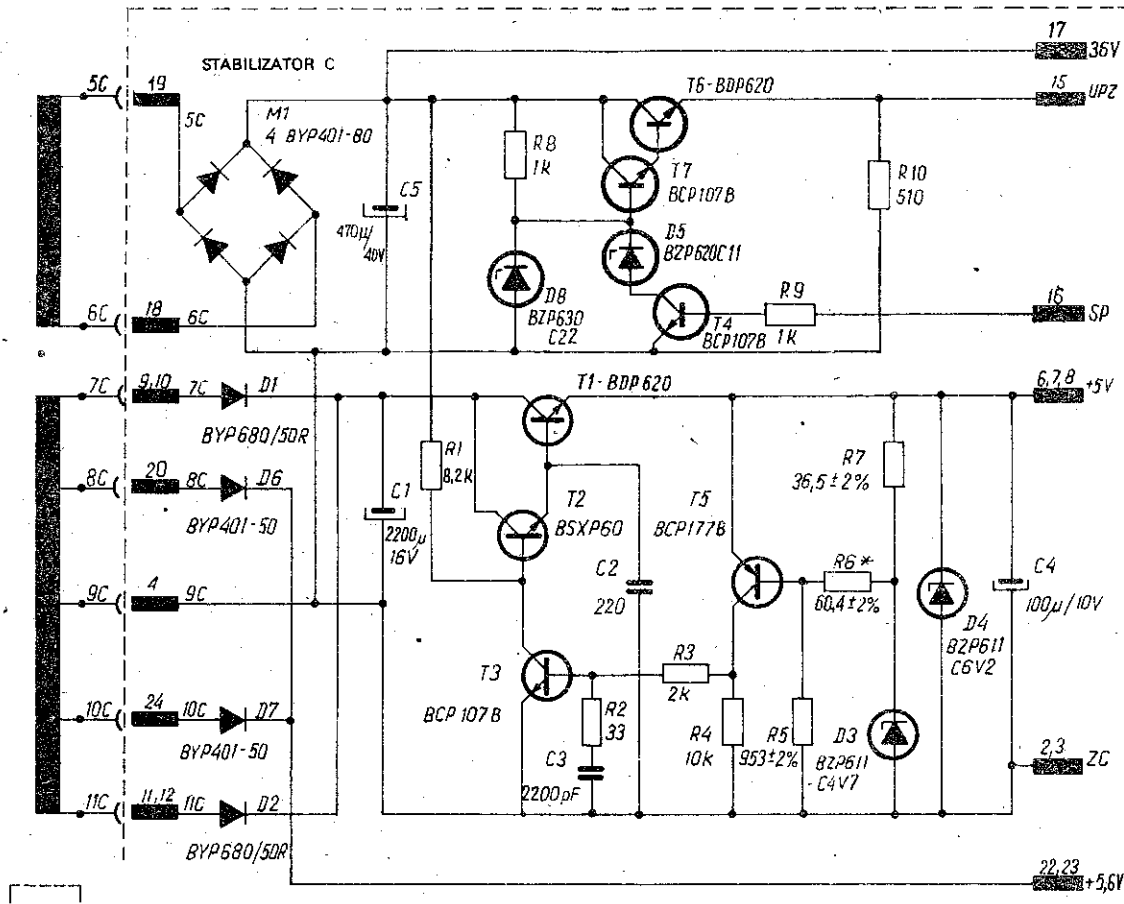 17
36V
STABILIZATOR C
5C
19
5C
M1
4 BYP401-80
T6-BDP620
15
UPZ
R8
1k
T7
BCP107B
R10
510
C5
470µ/
40V
D5
BZP620C11
D8
BZP630
C22
R9
1k
T4
BCP107B
16
SP
6C
18
6C
7C
9,10
7C
D1
BYP680/50R
T1-BDP620
6,7,8
+5V
R1
8,2k
R7
36,5±2%
8C
20
8C
D6
BYP401-50
C1
2200µ
16V
T2
BSXP60
T5
BCP177B
C2
220
R6*
60,4±2%
C4
100µ/10V
9C
4
9C
D4
BZP611
C6V2
T3
BCP107B
R3
2k
R2
33
C3
2200pF
R4
10k
R5
953±2%
D3
BZP611
C4V7
10C
24
10C
D7
BYP401-50
2,3
ZC
11C
11,12
11C
D2
BYP680/50R
22,23
+5,6V